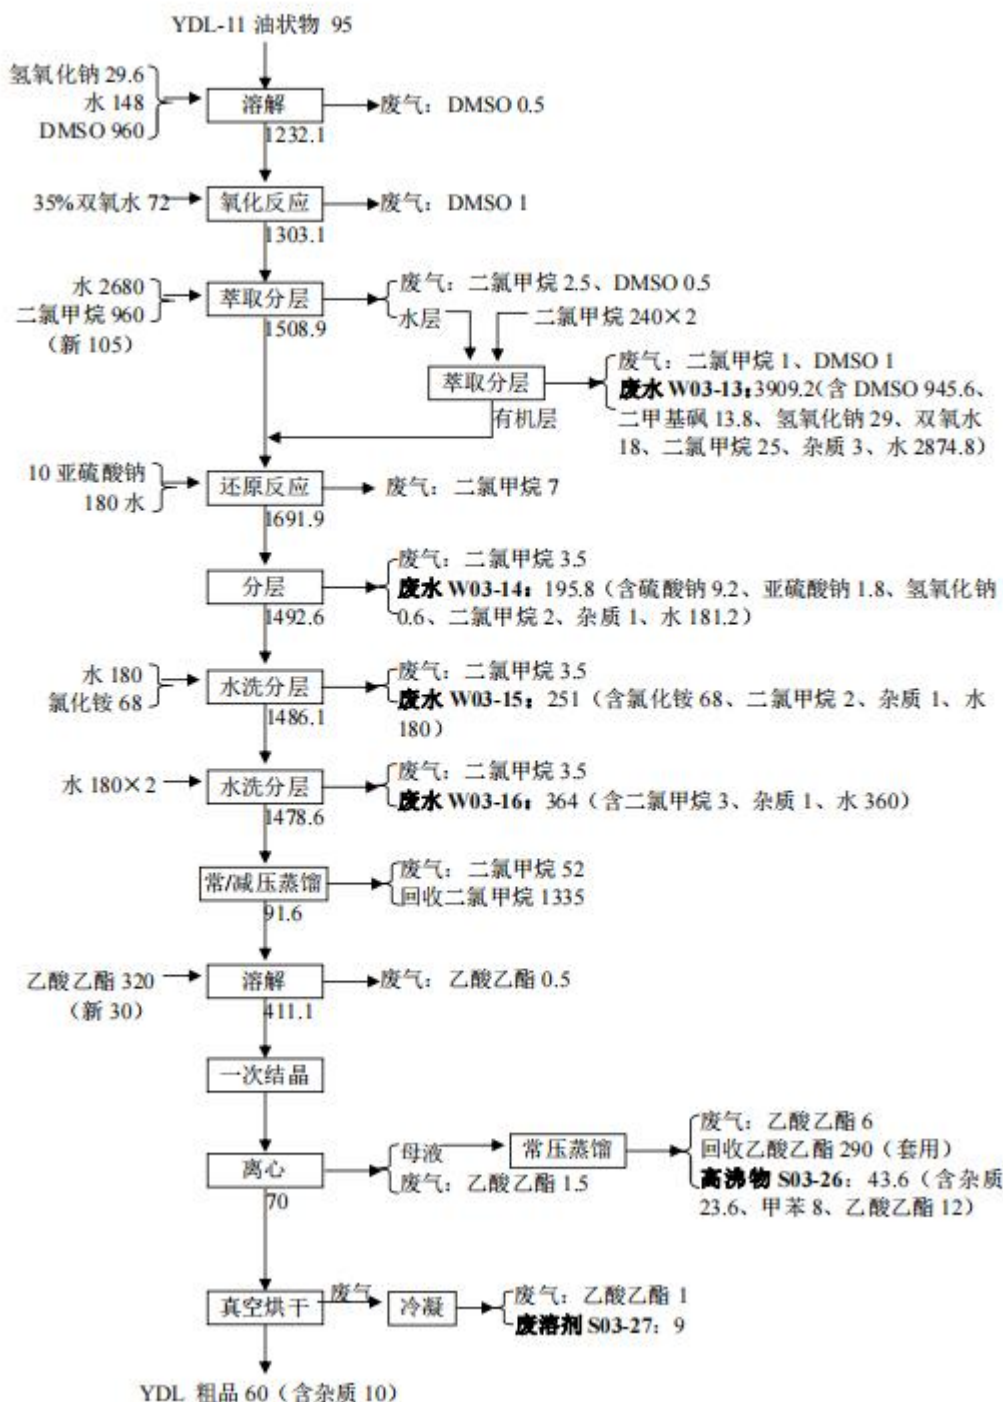 YDL-11 油状物 95
氢氧化钠 29.6
水 148
DMSO 960
溶解
废气：DMSO 0.5
1232.1
35%双氧水 72
氧化反应
废气：DMSO 1
1303.1
水 2680
二氯甲烷 960
（新 105）
萃取分层
废气：二氯甲烷 2.5、DMSO 0.5
水层
二氯甲烷 240×2
1508.9
萃取分层
废气：二氯甲烷 1、DMSO 1
废水 W03-13：3909.2（含 DMSO 945.6、
二甲基砜 13.8、氢氧化钠 29、双氧水
18、二氯甲烷 25、杂质 3、水 2874.8）
有机层
10 亚硫酸钠
180 水
还原反应
废气：二氯甲烷 7
1691.9
分层
废气：二氯甲烷 3.5
废水 W03-14：195.8（含硫酸钠 9.2、亚硫酸钠 1.8、氢氧化钠
0.6、二氯甲烷 2、杂质 1、水 181.2）
1492.6
水 180
氯化铵 68
水洗分层
废气：二氯甲烷 3.5
废水 W03-15：251（含氯化铵 68、二氯甲烷 2、杂质 1、水
180）
1486.1
水 180×2
水洗分层
废气：二氯甲烷 3.5
废水 W03-16：364（含二氯甲烷 3、杂质 1、水 360）
1478.6
常/减压蒸馏
废气：二氯甲烷 52
回收二氯甲烷 1335
91.6
乙酸乙酯 320
（新 30）
溶解
废气：乙酸乙酯 0.5
411.1
一次结晶
离心
母液
废气：乙酸乙酯 1.5
常压蒸馏
废气：乙酸乙酯 6
回收乙酸乙酯 290（套用）
高沸物 S03-26：43.6（含杂质
23.6、甲苯 8、乙酸乙酯 12）
70
真空烘干
废气
冷凝
废气：乙酸乙酯 1
废溶剂 S03-27：9
YDL 粗品 60（含杂质 10）